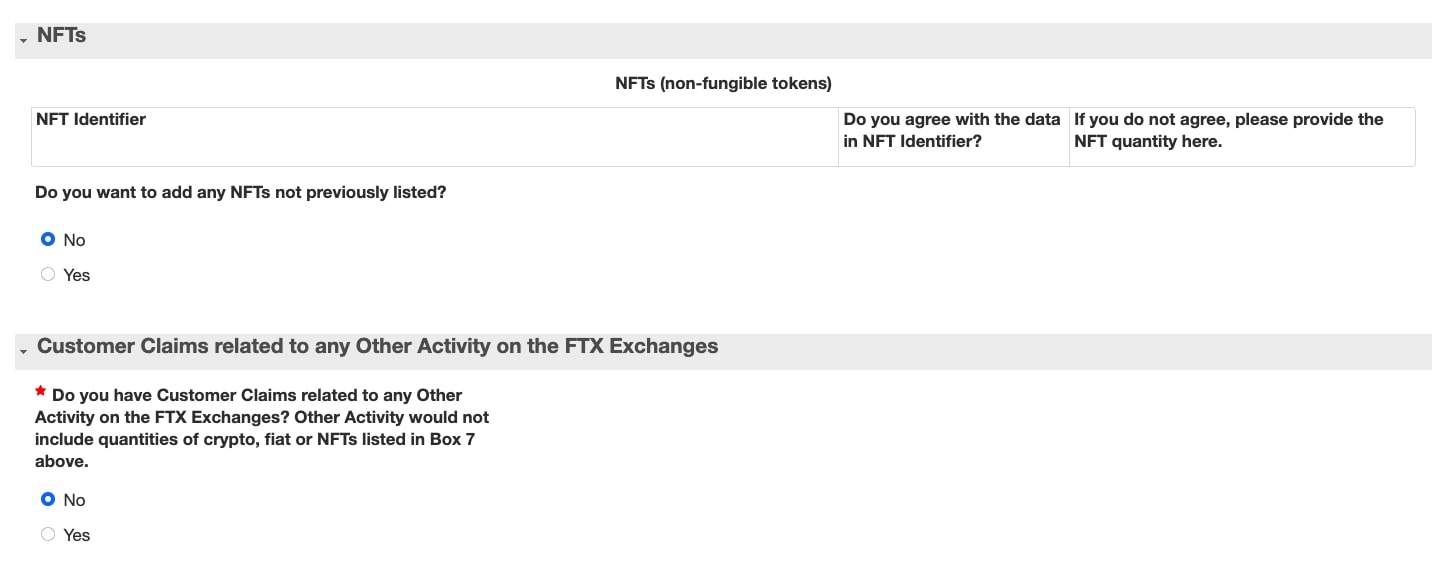 NFTs
NFTs (non-fungible tokens)
NFT Identifier
Do you agree with the data
in NFT Identifier?
If you do not agree, please provide the
NFT quantity here.
Do you want to add any NFTs not previously listed?
No
Yes
Customer Claims related to any Other Activity on the FTX Exchanges
Do you have Customer Claims related to any Other
Activity on the FTX Exchanges? Other Activity would not
include quantities of crypto, fiat or NFTs listed in Box 7
above.
No
Yes